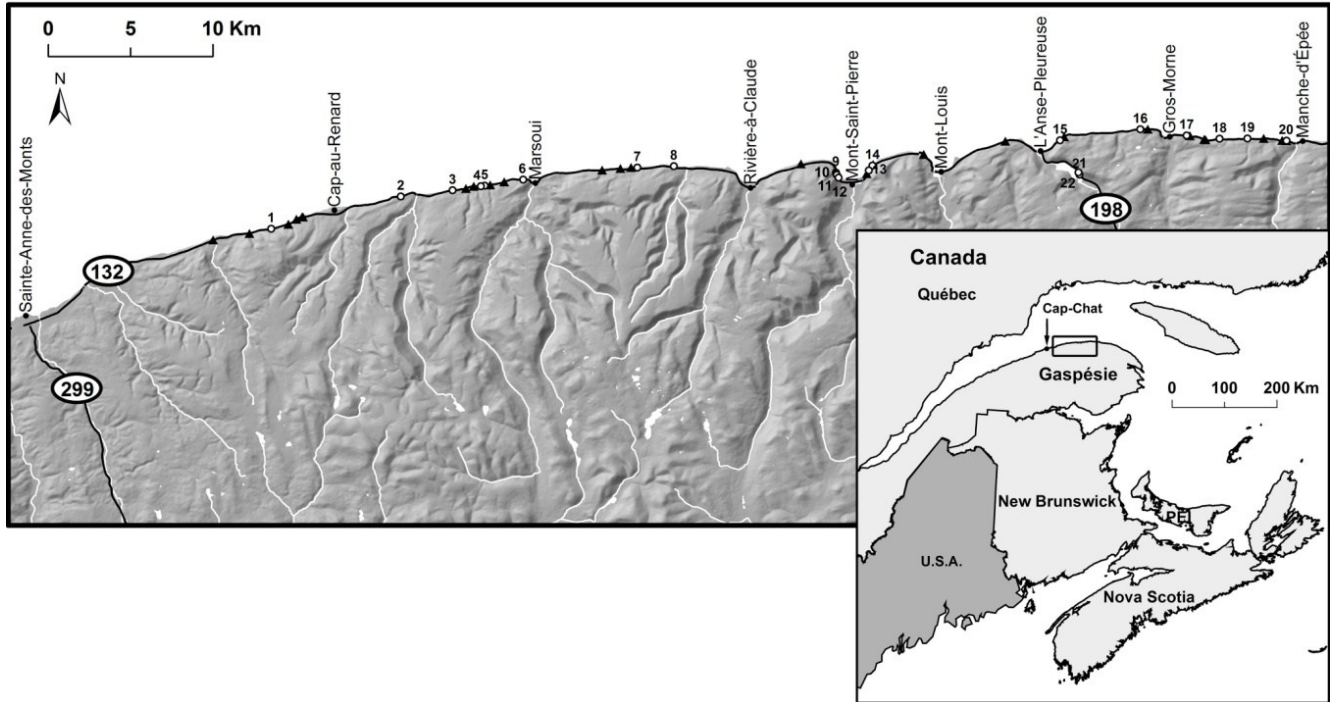 0 5 10 Km
N
Sainte-Anne-des-Monts
Cap-au-Renard
Marsoui
Rivière-à-Claude
Mont-Saint-Pierre
Mont-Louis
L'Anse-Pleureuse
Gros-Morne
Manche-d'Épée
1
2
3
4
5
6
7
8
9
10
11
12
13
14
15
16
17
18
19
20
21
22
132
299
198
Canada
Québec
Cap-Chat
Gaspésie
0 100 200 Km
New Brunswick
PEI
U.S.A.
Nova Scotia